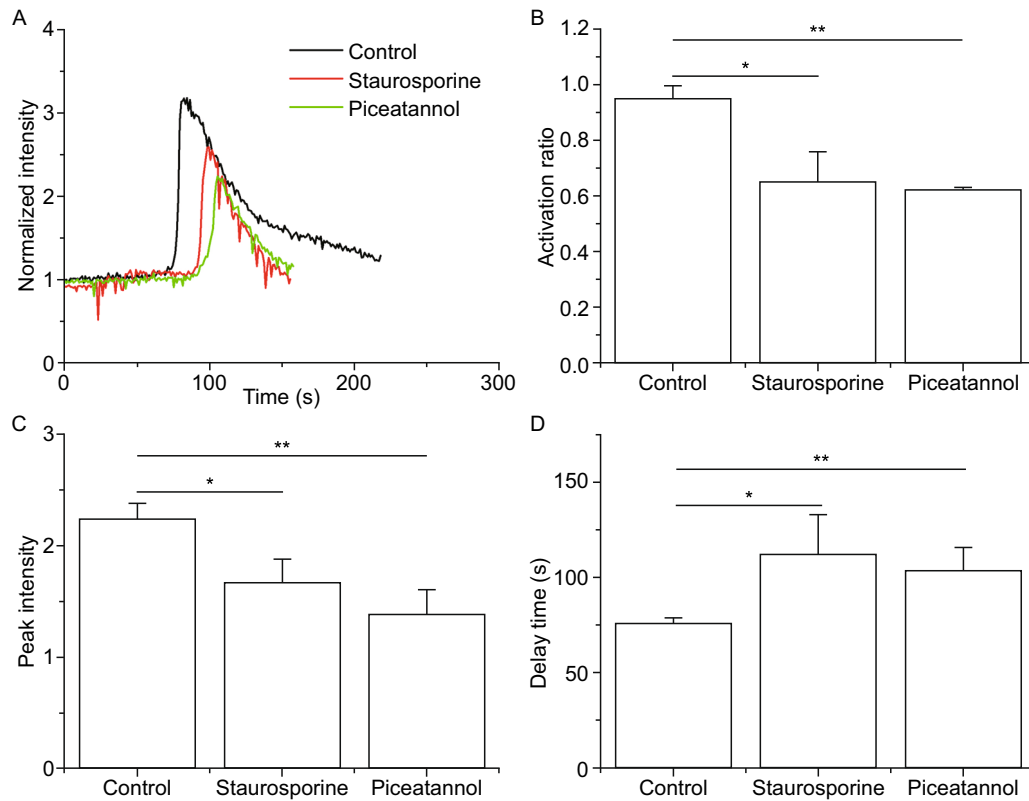 A
4
3
2
1
0
Normalized intensity
Control
Staurosporine
Piceatannol
0
100
200
300
Time (s)
B
1.2
1.0
0.8
0.6
0.4
0.2
0.0
Activation ratio
**
*
Control
Staurosporine
Piceatannol
C
3
2
1
0
Peak intensity
**
*
Control
Staurosporine
Piceatannol
D
150
100
50
0
Delay time (s)
**
*
Control
Staurosporine
Piceatannol